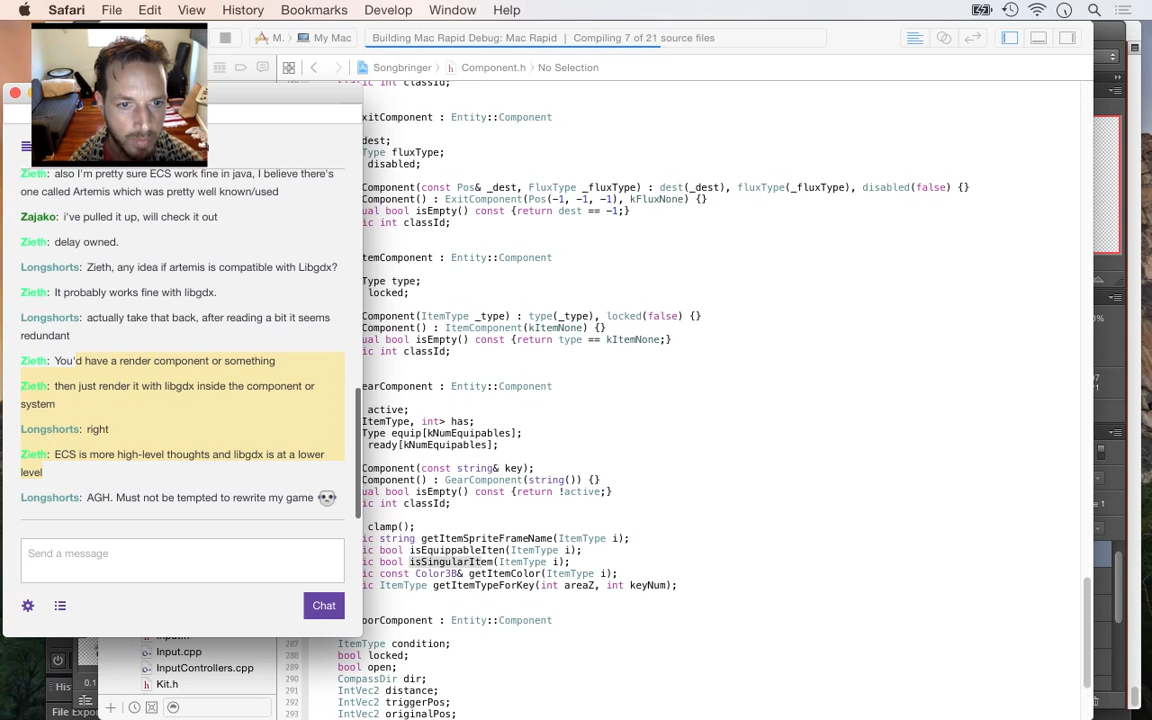 Safari File Edit View History Bookmarks Develop Window Help
M. My Mac Building Mac Rapid Debug: Mac Rapid | Compiling 7 of 21 source files
Songbringer Component.h No Selection
static int classId;
xitComponent : Entity::Component
dest;
Type fluxType;
disabled;
Component(const Pos& _dest, FluxType _fluxType) : dest(_dest), fluxType(_fluxType), disabled(false) {}
Component() : ExitComponent(Pos(-1, -1, -1), kFluxNone) {}
ual bool isEmpty() const {return dest == -1;}
ic int classId;
temComponent : Entity::Component
Type type;
locked;
Component(ItemType _type) : type(_type), locked(false) {}
Component() : ItemComponent(kItemNone) {}
ual bool isEmpty() const {return type == kItemNone;}
ic int classId;
earComponent : Entity::Component
active;
ItemType, int> has;
Type equip[kNumEquipables];
ready[kNumEquipables];
Component(const string& key);
Component() : GearComponent(string()) {}
ual bool isEmpty() const {return !active;}
ic int classId;
clamp();
ic string getItemSpriteFrameName(ItemType i);
ic bool isEquippableIten(ItemType i);
ic bool isSingularItem(ItemType i);
ic const Color3B& getItemColor(ItemType i);
ic ItemType getItemTypeForKey(int areaZ, int keyNum);
oorComponent : Entity::Component
287 ItemType condition;
288 bool locked;
289 bool open;
290 CompassDir dir;
291 IntVec2 distance;
292 IntVec2 triggerPos;
293 IntVec2 originalPos;
Zieth: also I'm pretty sure ECS work fine in java, I believe there's
one called Artemis which was pretty well known/used
Zajako: i've pulled it up, will check it out
Zieth: delay owned.
Longshorts: Zieth, any idea if artemis is compatible with Libgdx?
Zieth: It probably works fine with libgdx.
Longshorts: actually take that back, after reading a bit it seems
redundant
Zieth: You'd have a render component or something
Zieth: then just render it with libgdx inside the component or
system
Longshorts: right
Zieth: ECS is more high-level thoughts and libgdx is at a lower
level
Longshorts: AGH. Must not be tempted to rewrite my game
Send a message
Chat
Input.cpp
InputControllers.cpp
Kit.h
0.1
His
File Expor